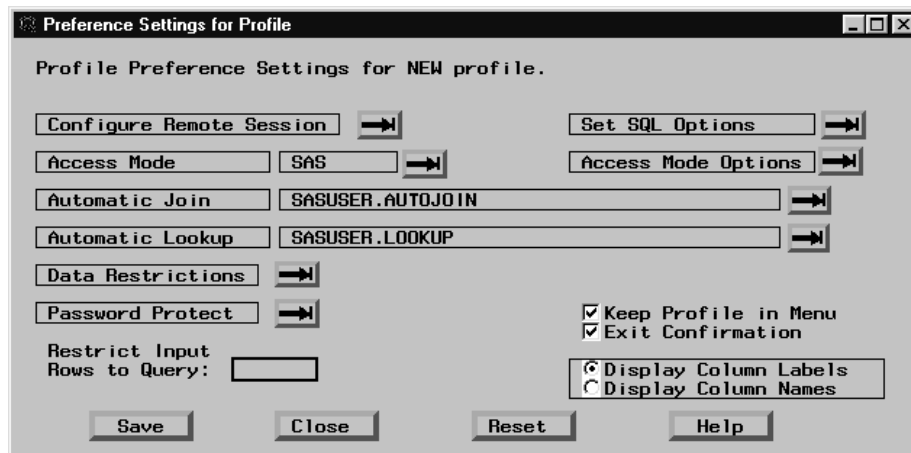 Preference Settings for Profile
Profile Preference Settings for NEW profile.
Configure Remote Session
Set SQL Options
Access Mode SAS
Access Mode Options
Automatic Join SASUSER.AUTOJOIN
Automatic Lookup SASUSER.LOOKUP
Data Restrictions
Password Protect
Keep Profile in Menu
Exit Confirmation
Restrict Input
Rows to Query:
Display Column Labels
Display Column Names
Save Close Reset Help